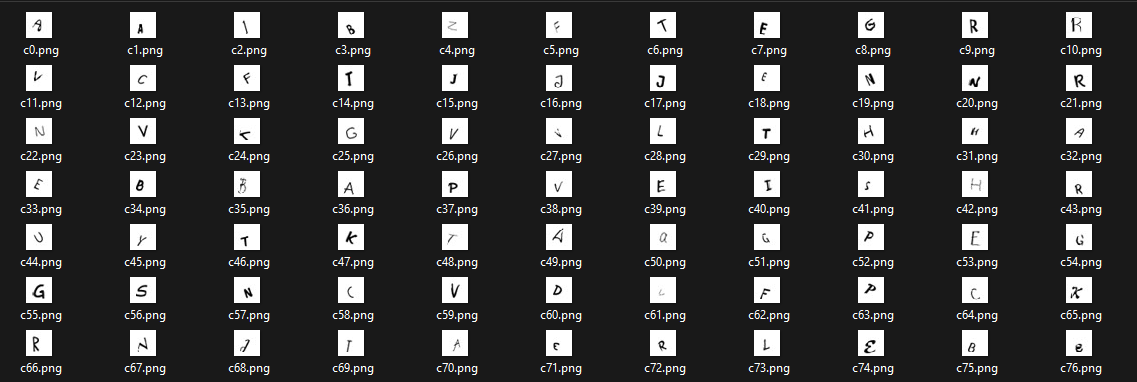 A A I B Z F T E G R R
c0.png c1.png c2.png c3.png c4.png c5.png c6.png c7.png c8.png c9.png c10.png
V C F T J J J E N N R
c11.png c12.png c13.png c14.png c15.png c16.png c17.png c18.png c19.png c20.png c21.png
N V K G V L T H H A
c22.png c23.png c24.png c25.png c26.png c27.png c28.png c29.png c30.png c31.png c32.png
E B B A P V E I S H R
c33.png c34.png c35.png c36.png c37.png c38.png c39.png c40.png c41.png c42.png c43.png
U Y T K T A a G P E G
c44.png c45.png c46.png c47.png c48.png c49.png c50.png c51.png c52.png c53.png c54.png
G S N C V D L F P C K
c55.png c56.png c57.png c58.png c59.png c60.png c61.png c62.png c63.png c64.png c65.png
R N J T A E R L E B B
c66.png c67.png c68.png c69.png c70.png c71.png c72.png c73.png c74.png c75.png c76.png